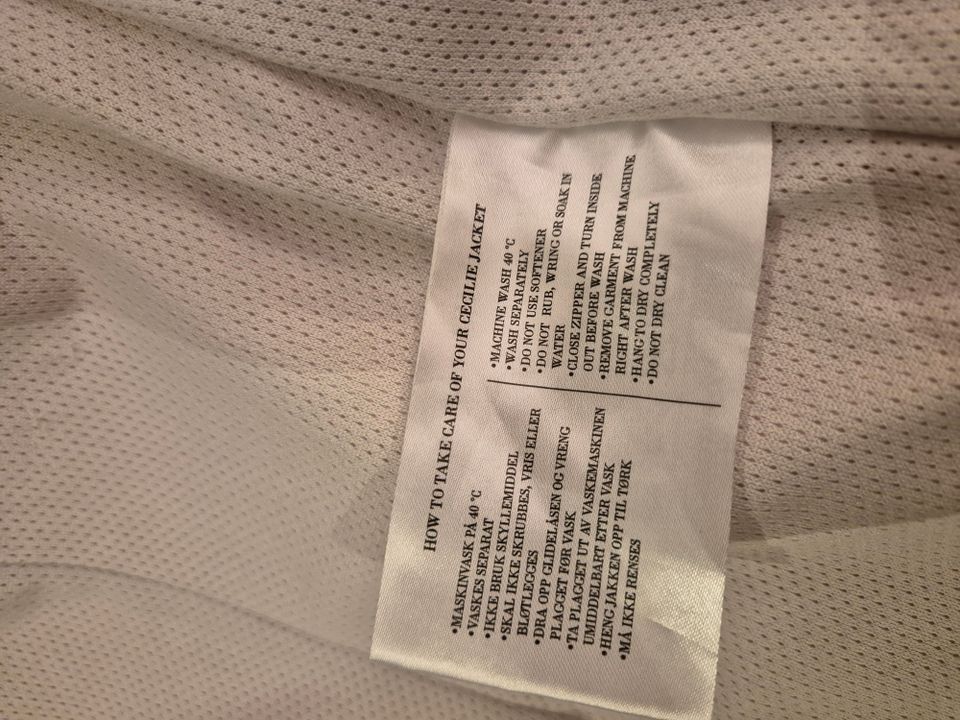 HOW TO TAKE CARE OF YOUR CECILIE JACKET
•MASKINVASK PÅ 40 °C
•VASKES SEPARAT
•IKKE BRUK SKYLLEMIDDEL
•SKAL IKKE SKRUBBES, VRIS ELLER
BLØTLEGGES
•DRA OPP GLIDELÅSEN OG VRENG
PLAGGET FØR VASK
•TA PLAGGET UT AV VASKEMASKINEN
UMIDDELBART ETTER VASK
•HENG JAKKEN OPP TIL TØRK
•MÅ IKKE RENSES
•MACHINE WASH 40 °C
•WASH SEPARATELY
•DO NOT USE SOFTENER
•DO NOT RUB, WRING OR SOAK IN
WATER
•CLOSE ZIPPER AND TURN INSIDE
OUT BEFORE WASH
•REMOVE GARMENT FROM MACHINE
RIGHT AFTER WASH
•HANG TO DRY COMPLETELY
•DO NOT DRY CLEAN